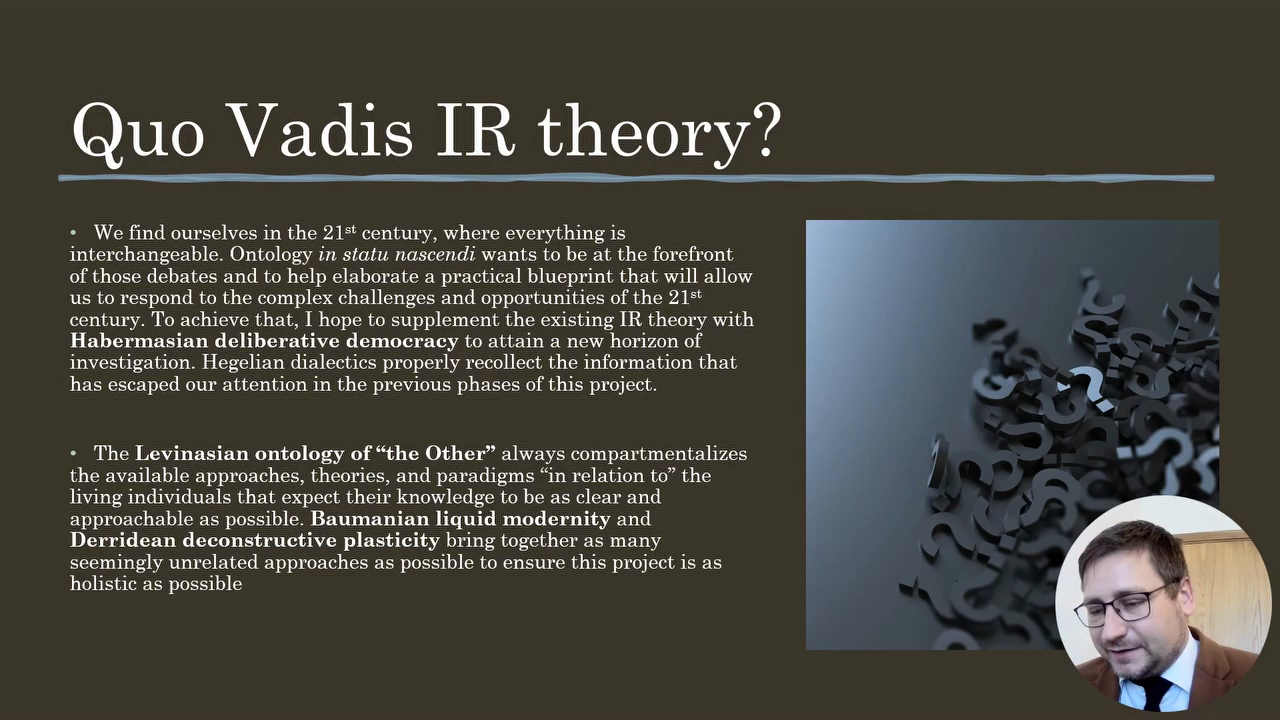 Quo Vadis IR theory?
• We find ourselves in the 21st century, where everything is
interchangeable. Ontology in statu nascendi wants to be at the forefront
of those debates and to help elaborate a practical blueprint that will allow
us to respond to the complex challenges and opportunities of the 21st
century. To achieve that, I hope to supplement the existing IR theory with
Habermasian deliberative democracy to attain a new horizon of
investigation. Hegelian dialectics properly recollect the information that
has escaped our attention in the previous phases of this project.
• The Levinasian ontology of “the Other” always compartmentalizes
the available approaches, theories, and paradigms “in relation to” the
living individuals that expect their knowledge to be as clear and
approachable as possible. Baumanian liquid modernity and
Derridean deconstructive plasticity bring together as many
seemingly unrelated approaches as possible to ensure this project is as
holistic as possible